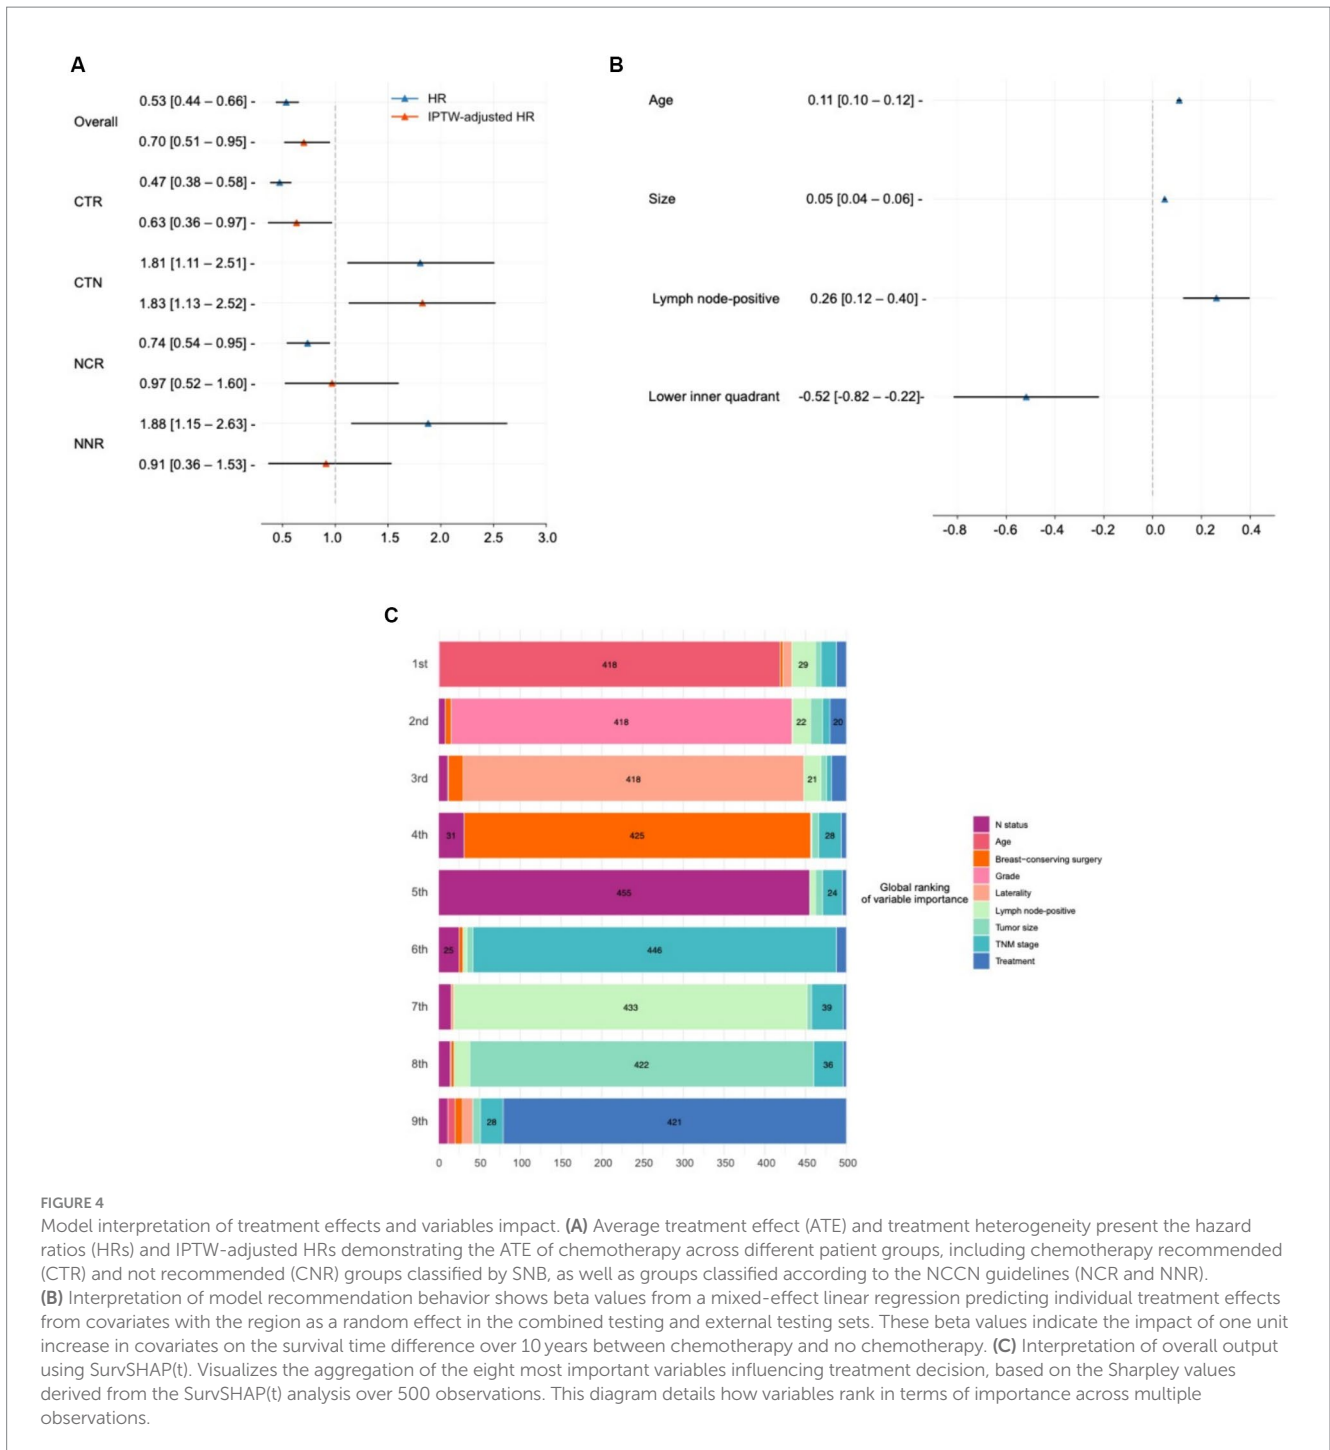 A
0.53 [0.44 – 0.66] -
Overall
0.70 [0.51 – 0.95] -
0.47 [0.38 – 0.58] -
CTR
0.63 [0.36 – 0.97] -
1.81 [1.11 – 2.51] -
CTN
1.83 [1.13 – 2.52] -
0.74 [0.54 – 0.95] -
NCR
0.97 [0.52 – 1.60] -
1.88 [1.15 – 2.63] -
NNR
0.91 [0.36 – 1.53] -
HR
IPTW-adjusted HR
0.5 1.0 1.5 2.0 2.5 3.0
B
Age 0.11 [0.10 – 0.12] -
Size 0.05 [0.04 – 0.06] -
Lymph node-positive 0.26 [0.12 – 0.40] -
Lower inner quadrant -0.52 [-0.82 – -0.22]-
-0.8 -0.6 -0.4 -0.2 0.0 0.2 0.4
C
1st 418 29
2nd 418 22 20
3rd 418 21
4th 31 425 28
5th 455 24
6th 25 446
7th 433 39
8th 422 36
9th 28 421
0 50 100 150 200 250 300 350 400 450 500
Global ranking
of variable importance
N status
Age
Breast-conserving surgery
Grade
Laterality
Lymph node-positive
Tumor size
TNM stage
Treatment
FIGURE 4
Model interpretation of treatment effects and variables impact. (A) Average treatment effect (ATE) and treatment heterogeneity present the hazard
ratios (HRs) and IPTW-adjusted HRs demonstrating the ATE of chemotherapy across different patient groups, including chemotherapy recommended
(CTR) and not recommended (CNR) groups classified by SNB, as well as groups classified according to the NCCN guidelines (NCR and NNR).
(B) Interpretation of model recommendation behavior shows beta values from a mixed-effect linear regression predicting individual treatment effects
from covariates with the region as a random effect in the combined testing and external testing sets. These beta values indicate the impact of one unit
increase in covariates on the survival time difference over 10 years between chemotherapy and no chemotherapy. (C) Interpretation of overall output
using SurvSHAP(t). Visualizes the aggregation of the eight most important variables influencing treatment decision, based on the Sharpley values
derived from the SurvSHAP(t) analysis over 500 observations. This diagram details how variables rank in terms of importance across multiple
observations.